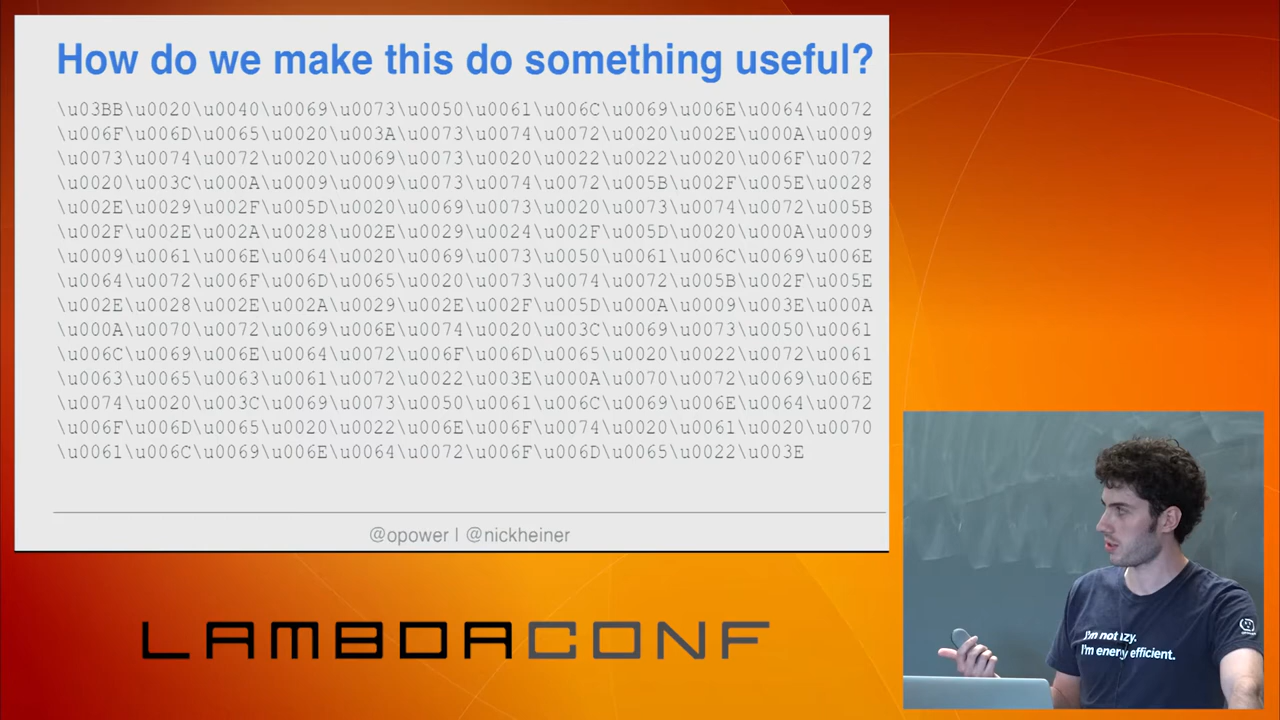 How do we make this do something useful?
\u03BB\u0020\u0040\u0069\u0073\u0050\u0061\u006C\u0069\u006E\u0064\u0072
\u006F\u006D\u0065\u0020\u003A\u0073\u0074\u0072\u0020\u002E\u000A\u0009
\u0073\u0074\u0072\u0020\u0069\u0073\u0020\u0022\u0022\u0020\u006F\u0072
\u0020\u003C\u000A\u0009\u0009\u0073\u0074\u0072\u005B\u002F\u005E\u0028
\u002E\u0029\u002F\u005D\u0020\u0069\u0073\u0020\u0073\u0074\u0072\u005B
\u002F\u002E\u002A\u0028\u002E\u0029\u0024\u002F\u005D\u0020\u000A\u0009
\u0009\u0061\u006E\u0064\u0020\u0069\u0073\u0050\u0061\u006C\u0069\u006E
\u0064\u0072\u006F\u006D\u0065\u0020\u0073\u0074\u0072\u005B\u002F\u005E
\u002E\u0028\u002E\u002A\u0029\u002E\u002F\u005D\u000A\u0009\u003E\u000A
\u000A\u0070\u0072\u0069\u006E\u0074\u0020\u003C\u0069\u0073\u0050\u0061
\u006C\u0069\u006E\u0064\u0072\u006F\u006D\u0065\u0020\u0022\u0072\u0061
\u0063\u0065\u0063\u0061\u0072\u0022\u003E\u000A\u0070\u0072\u0069\u006E
\u0074\u0020\u003C\u0069\u0073\u0050\u0061\u006C\u0069\u006E\u0064\u0072
\u006F\u006D\u0065\u0020\u0022\u006E\u006F\u0074\u0020\u0061\u0020\u0070
\u0061\u006C\u0069\u006E\u0064\u0072\u006F\u006D\u0065\u0022\u003E
@opower | @nickheiner
LAMBDACONF
I'm not
I'm energy efficient.